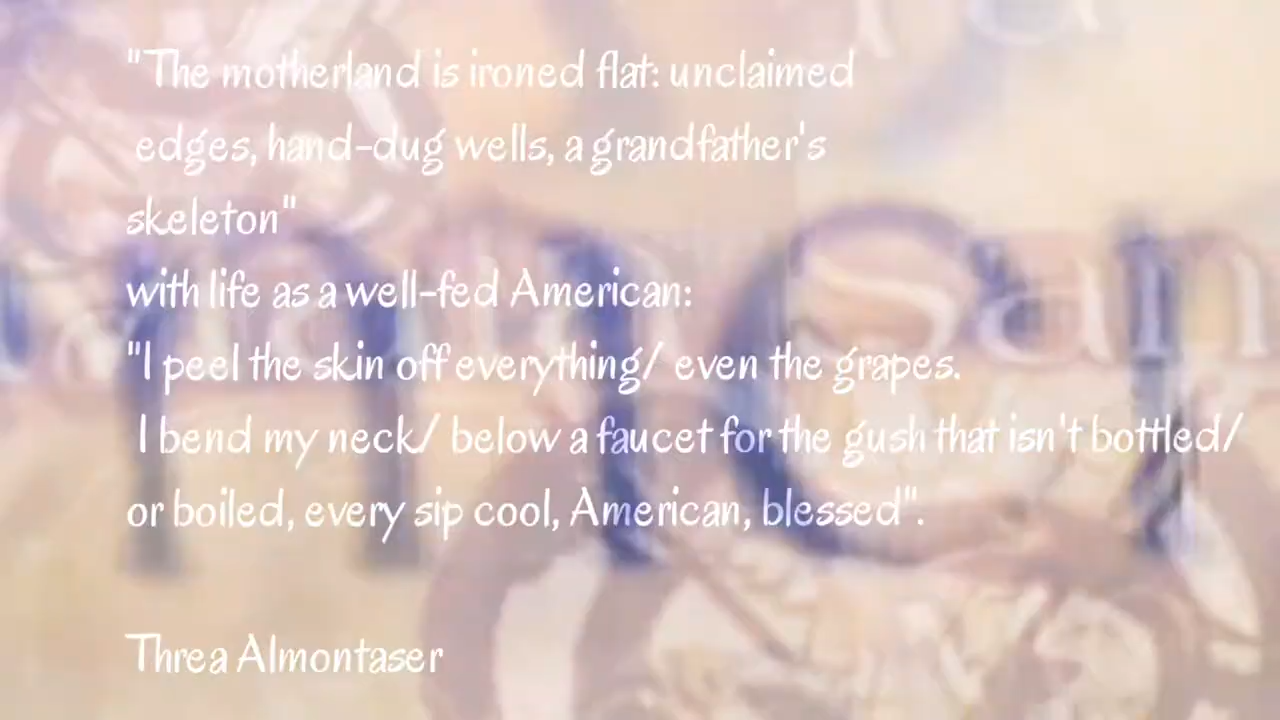 "The motherland is ironed flat: unclaimed
edges, hand-dug wells, a grandfather's
skeleton"
with life as a well-fed American:
"I peel the skin off everything/ even the grapes.
I bend my neck/ below a faucet for the gush that isn't bottled/
or boiled, every sip cool, American, blessed".
Threa Almontaser